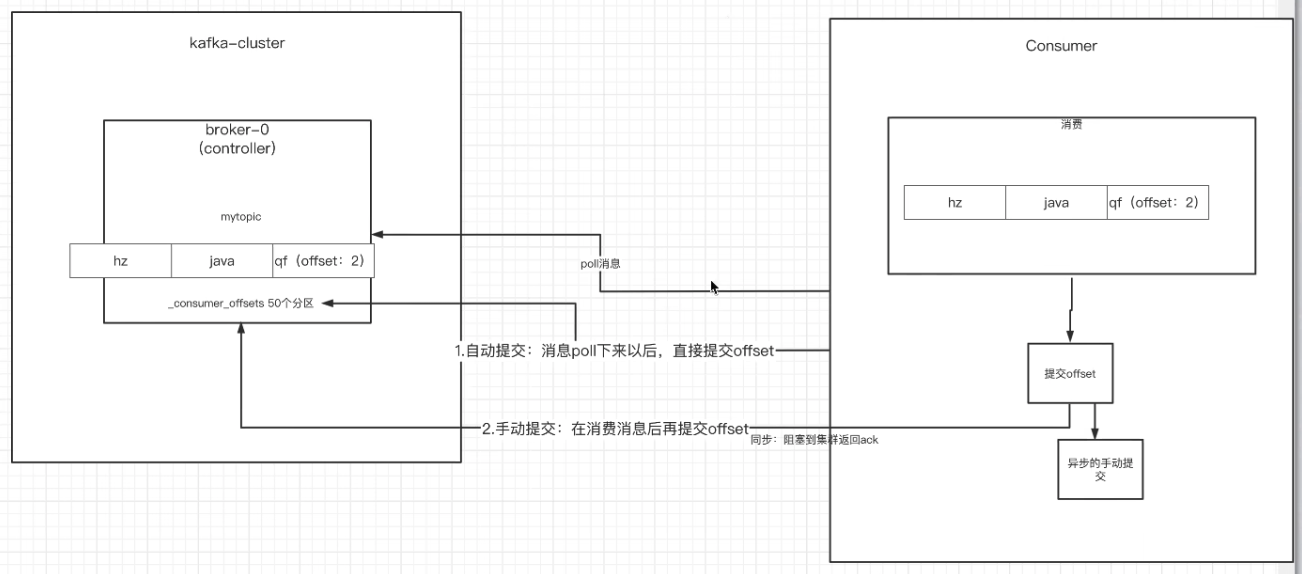 kafka-cluster
broker-0
(controller)
mytopic
hz
java
qf（offset：2）
_consumer_offsets 50个分区
poll消息
1.自动提交：消息poll下来以后，直接提交offset
2.手动提交：在消费消息后再提交offset
同步：阻塞到集群返回ack
Consumer
消费
hz
java
qf（offset：2）
提交offset
异步的手动提
交